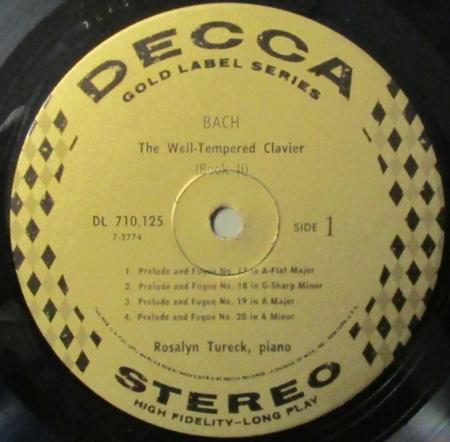 DECCA
GOLD LABEL SERIES
BACH
The Well-Tempered Clavier
(Book II)
DL 710,125
7-2774
SIDE 1
1. Prelude and Fugue No. 17 in A-Flat Major
2. Prelude and Fugue No. 18 in G-Sharp Minor
3. Prelude and Fugue No. 19 in A Major
4. Prelude and Fugue No. 20 in A Minor
Rosalyn Tureck, piano
STEREO
HIGH FIDELITY–LONG PLAY